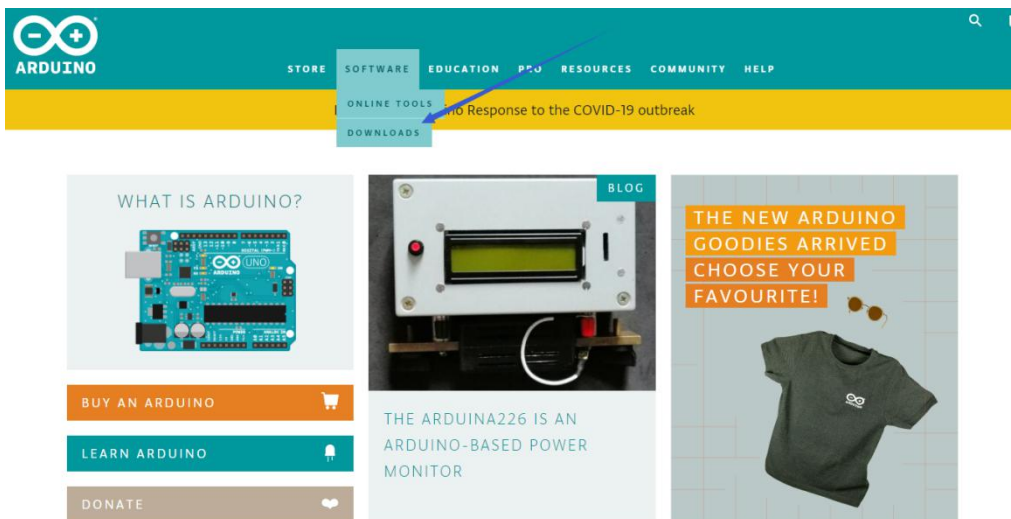 ARDUINO
STORE SOFTWARE EDUCATION PRO RESOURCES COMMUNITY HELP
ONLINE TOOLS
DOWNLOADS
Response to the COVID-19 outbreak
WHAT IS ARDUINO?
UNO
ARDUINO
BUY AN ARDUINO
LEARN ARDUINO
DONATE
BLOG
THE ARDUINA226 IS AN
ARDUINO-BASED POWER
MONITOR
THE NEW ARDUINO
GOODIES ARRIVED
CHOOSE YOUR
FAVOURITE!